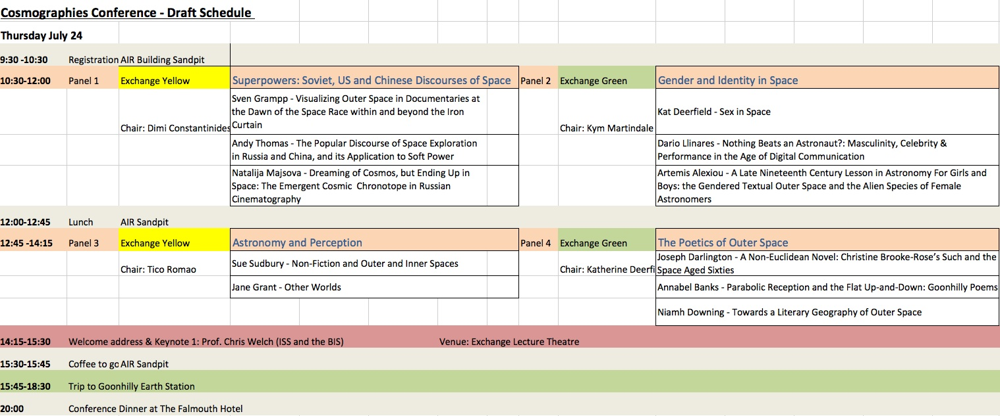 Cosmographies Conference - Draft Schedule
Thursday July 24
9:30 -10:30 Registration AIR Building Sandpit
10:30-12:00 Panel 1 Exchange Yellow Superpowers: Soviet, US and Chinese Discourses of Space Panel 2 Exchange Green Gender and Identity in Space
Chair: Dimi Constantinides
Sven Grampp - Visualizing Outer Space in Documentaries at
the Dawn of the Space Race within and beyond the Iron
Curtain
Chair: Kym Martindale
Kat Deerfield - Sex in Space
Andy Thomas - The Popular Discourse of Space Exploration
in Russia and China, and its Application to Soft Power
Dario Llinares - Nothing Beats an Astronaut?: Masculinity, Celebrity &
Performance in the Age of Digital Communication
Natalija Majsova - Dreaming of Cosmos, but Ending Up in
Space: The Emergent Cosmic Chronotope in Russian
Cinematography
Artemis Alexiou - A Late Nineteenth Century Lesson in Astronomy For Girls and
Boys: the Gendered Textual Outer Space and the Alien Species of Female
Astronomers
12:00-12:45 Lunch AIR Sandpit
12:45 -14:15 Panel 3 Exchange Yellow Astronomy and Perception Panel 4 Exchange Green The Poetics of Outer Space
Chair: Tico Romao
Sue Sudbury - Non-Fiction and Outer and Inner Spaces
Chair: Katherine Deerfi
Joseph Darlington - A Non-Euclidean Novel: Christine Brooke-Rose’s Such and the
Space Aged Sixties
Jane Grant - Other Worlds
Annabel Banks - Parabolic Reception and the Flat Up-and-Down: Goonhilly Poems
Niamh Downing - Towards a Literary Geography of Outer Space
14:15-15:30 Welcome address & Keynote 1: Prof. Chris Welch (ISS and the BIS) Venue: Exchange Lecture Theatre
15:30-15:45 Coffee to go AIR Sandpit
15:45-18:30 Trip to Goonhilly Earth Station
20:00 Conference Dinner at The Falmouth Hotel